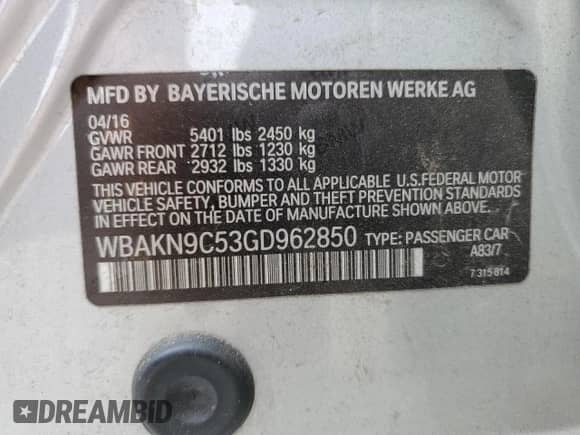 MFD BY BAYERISCHE MOTOREN WERKE AG
04/16
GVWR 5401 lbs 2450 kg
GAWR FRONT 2712 lbs 1230 kg
GAWR REAR 2932 lbs 1330 kg
THIS VEHICLE CONFORMS TO ALL APPLICABLE U.S.FEDERAL MOTOR
VEHICLE SAFETY, BUMPER AND THEFT PREVENTION STANDARDS
IN EFFECT ON THE DATE OF MANUFACTURE SHOWN ABOVE.
WBAKN9C53GD962850 TYPE: PASSENGER CAR
A83/7
7 315 814
DREAMBID